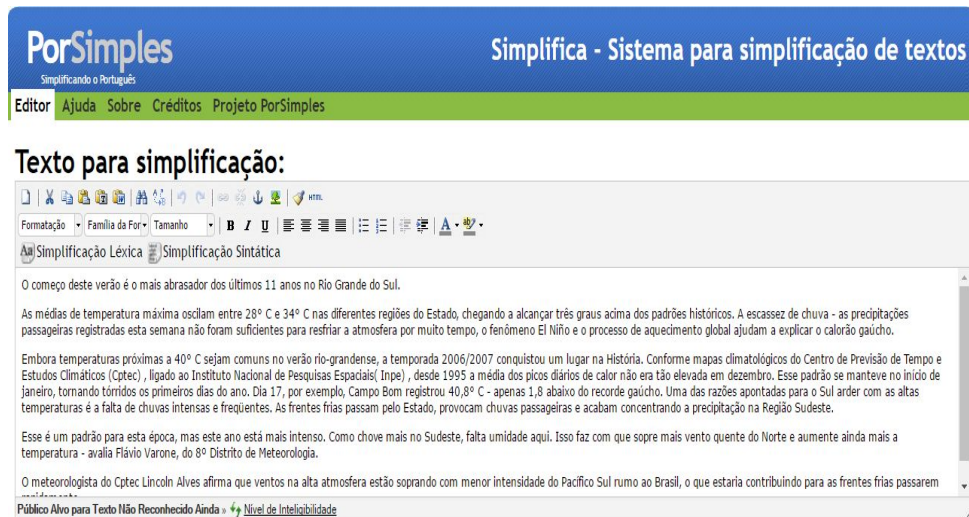 PorSimples
Simplificando o Português
Simplifica - Sistema para simplificação de textos
Editor Ajuda Sobre Créditos Projeto PorSimples
Texto para simplificação:
HTML
Formatação Família da For Tamanho B I U A ab
Aa Simplificação Léxica Simplificação Sintática
O começo deste verão é o mais abrasador dos últimos 11 anos no Rio Grande do Sul.
As médias de temperatura máxima oscilam entre 28º C e 34º C nas diferentes regiões do Estado, chegando a alcançar três graus acima dos padrões históricos. A escassez de chuva - as precipitações
passageiras registradas esta semana não foram suficientes para resfriar a atmosfera por muito tempo, o fenômeno El Niño e o processo de aquecimento global ajudam a explicar o calorão gaúcho.
Embora temperaturas próximas a 40º C sejam comuns no verão rio-grandense, a temporada 2006/2007 conquistou um lugar na História. Conforme mapas climatológicos do Centro de Previsão de Tempo e
Estudos Climáticos (Cptec) , ligado ao Instituto Nacional de Pesquisas Espaciais( Inpe) , desde 1995 a média dos picos diários de calor não era tão elevada em dezembro. Esse padrão se manteve no início de
janeiro, tornando tórridos os primeiros dias do ano. Dia 17, por exemplo, Campo Bom registrou 40,8º C - apenas 1,8 abaixo do recorde gaúcho. Uma das razões apontadas para o Sul arder com as altas
temperaturas é a falta de chuvas intensas e freqüentes. As frentes frias passam pelo Estado, provocam chuvas passageiras e acabam concentrando a precipitação na Região Sudeste.
Esse é um padrão para esta época, mas este ano está mais intenso. Como chove mais no Sudeste, falta umidade aqui. Isso faz com que sopre mais vento quente do Norte e aumente ainda mais a
temperatura - avalia Flávio Varone, do 8º Distrito de Meteorologia.
O meteorologista do Cptec Lincoln Alves afirma que ventos na alta atmosfera estão soprando com menor intensidade do Pacífico Sul rumo ao Brasil, o que estaria contribuindo para as frentes frias passarem
Público Alvo para Texto Não Reconhecido Ainda » Nível de Inteligibilidade